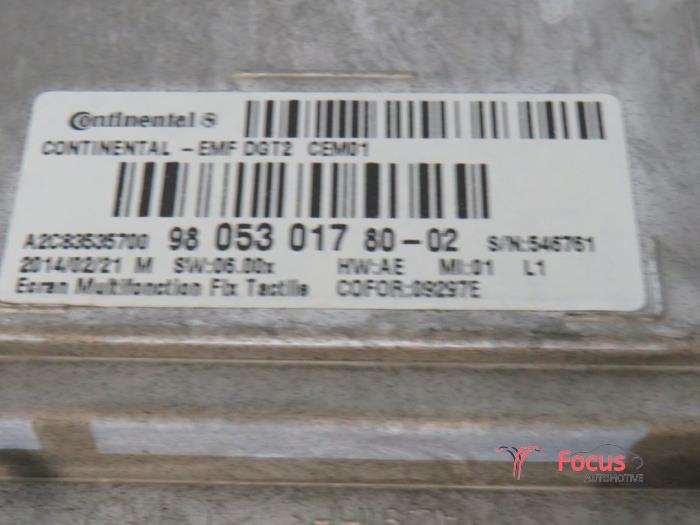 Continental
CONTINENTAL - EMF DGT2 CEM01
A2C83535700 98 053 017 80-02 S/N:546761
2014/02/21 M SW:06.00x HW:AE MI:01 L1
Ecran Multifonction Fix Tactile COFOR:09297E
Focus
AUTOMOTIVE